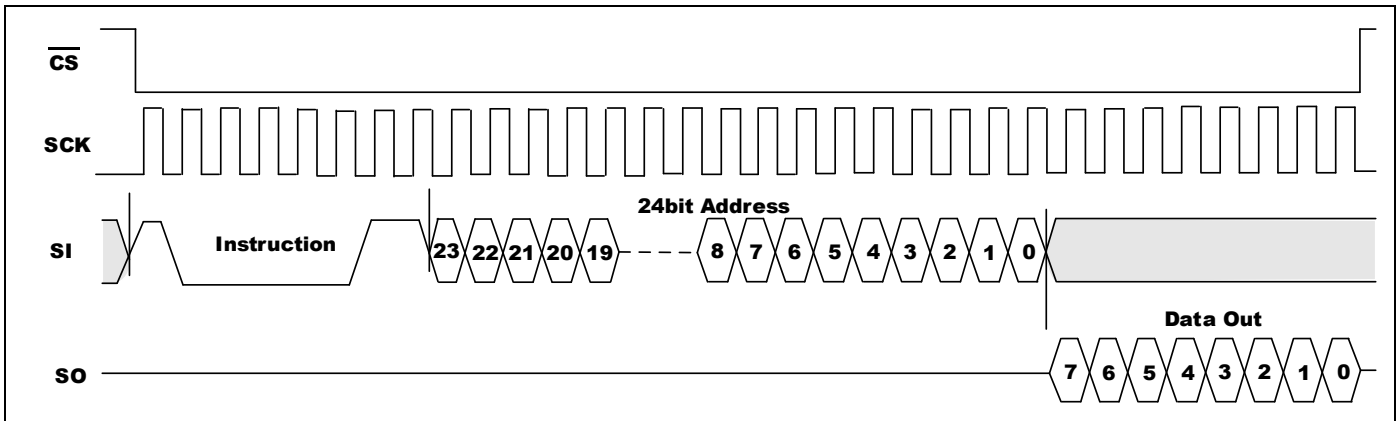 CS
SCK
24bit Address
SI
Instruction
23 22 21 20 19 8 7 6 5 4 3 2 1 0
Data Out
SO
7 6 5 4 3 2 1 0